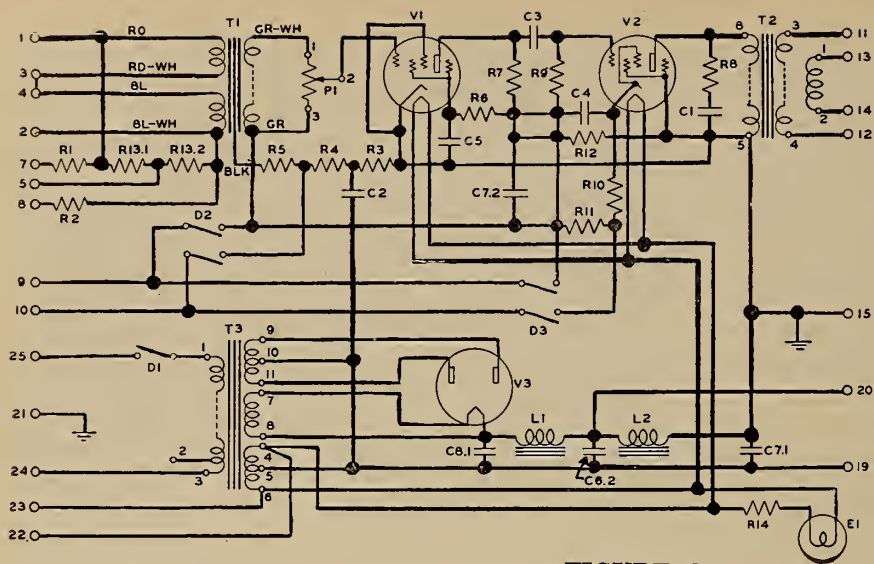 T1 V1 C3 V2 T2
1 RD GR-WH 8 3 11
1 1 13
3 RD-WH 2 R7 R9 R8
4 BL P1 C4
R6 C1 2 14
2 BL-WH GR 3 C5 R12 5 4 12
7 R1 R13.1 R13.2 BLK R5 R4 R3
5 C2 C7.2 R10
8 R2 D2 R11
9
10 D3 15
25 D1 1 T3 9
10
11 V3
7 20
21 L1 L2
8
2 4 C8.1 C6.2 C7.1
24 3 5 19
6
23 R14 E1
22